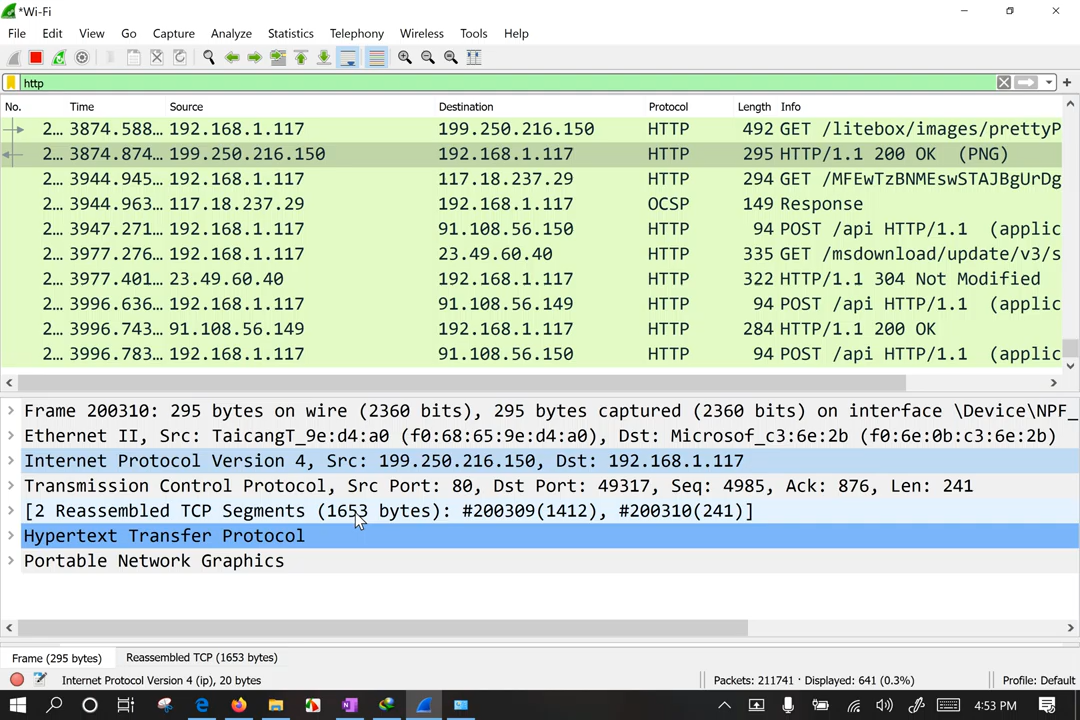 *Wi-Fi
File Edit View Go Capture Analyze Statistics Telephony Wireless Tools Help
http
No. Time Source Destination Protocol Length Info
2... 3874.588... 192.168.1.117 199.250.216.150 HTTP 492 GET /litebox/images/prettyP
2... 3874.874... 199.250.216.150 192.168.1.117 HTTP 295 HTTP/1.1 200 OK (PNG)
2... 3944.945... 192.168.1.117 117.18.237.29 HTTP 294 GET /MFEwTzBNMEswSTAJBgUrDg
2... 3944.963... 117.18.237.29 192.168.1.117 OCSP 149 Response
2... 3947.271... 192.168.1.117 91.108.56.150 HTTP 94 POST /api HTTP/1.1 (applic
2... 3977.276... 192.168.1.117 23.49.60.40 HTTP 335 GET /msdownload/update/v3/s
2... 3977.401... 23.49.60.40 192.168.1.117 HTTP 322 HTTP/1.1 304 Not Modified
2... 3996.636... 192.168.1.117 91.108.56.149 HTTP 94 POST /api HTTP/1.1 (applic
2... 3996.743... 91.108.56.149 192.168.1.117 HTTP 284 HTTP/1.1 200 OK
2... 3996.783... 192.168.1.117 91.108.56.150 HTTP 94 POST /api HTTP/1.1 (applic
Frame 200310: 295 bytes on wire (2360 bits), 295 bytes captured (2360 bits) on interface \Device\NPF_
Ethernet II, Src: TaicangT_9e:d4:a0 (f0:68:65:9e:d4:a0), Dst: Microsof_c3:6e:2b (f0:6e:0b:c3:6e:2b)
Internet Protocol Version 4, Src: 199.250.216.150, Dst: 192.168.1.117
Transmission Control Protocol, Src Port: 80, Dst Port: 49317, Seq: 4985, Ack: 876, Len: 241
[2 Reassembled TCP Segments (1653 bytes): #200309(1412), #200310(241)]
Hypertext Transfer Protocol
Portable Network Graphics
Frame (295 bytes) Reassembled TCP (1653 bytes)
Internet Protocol Version 4 (ip), 20 bytes Packets: 211741 · Displayed: 641 (0.3%) Profile: Default
4:53 PM